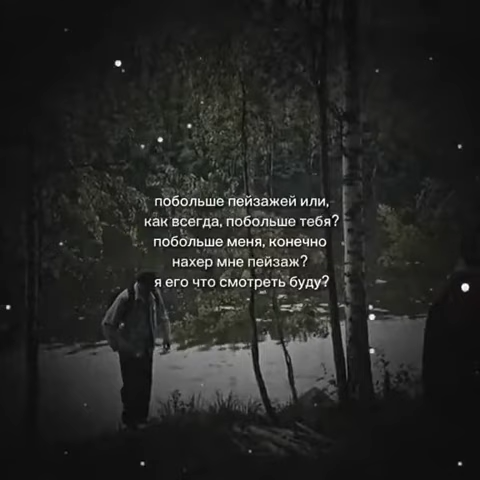 побольше пейзажей или,
как всегда, побольше тебя?
побольше меня, конечно
нахер мне пейзаж?
я его что смотреть буду?